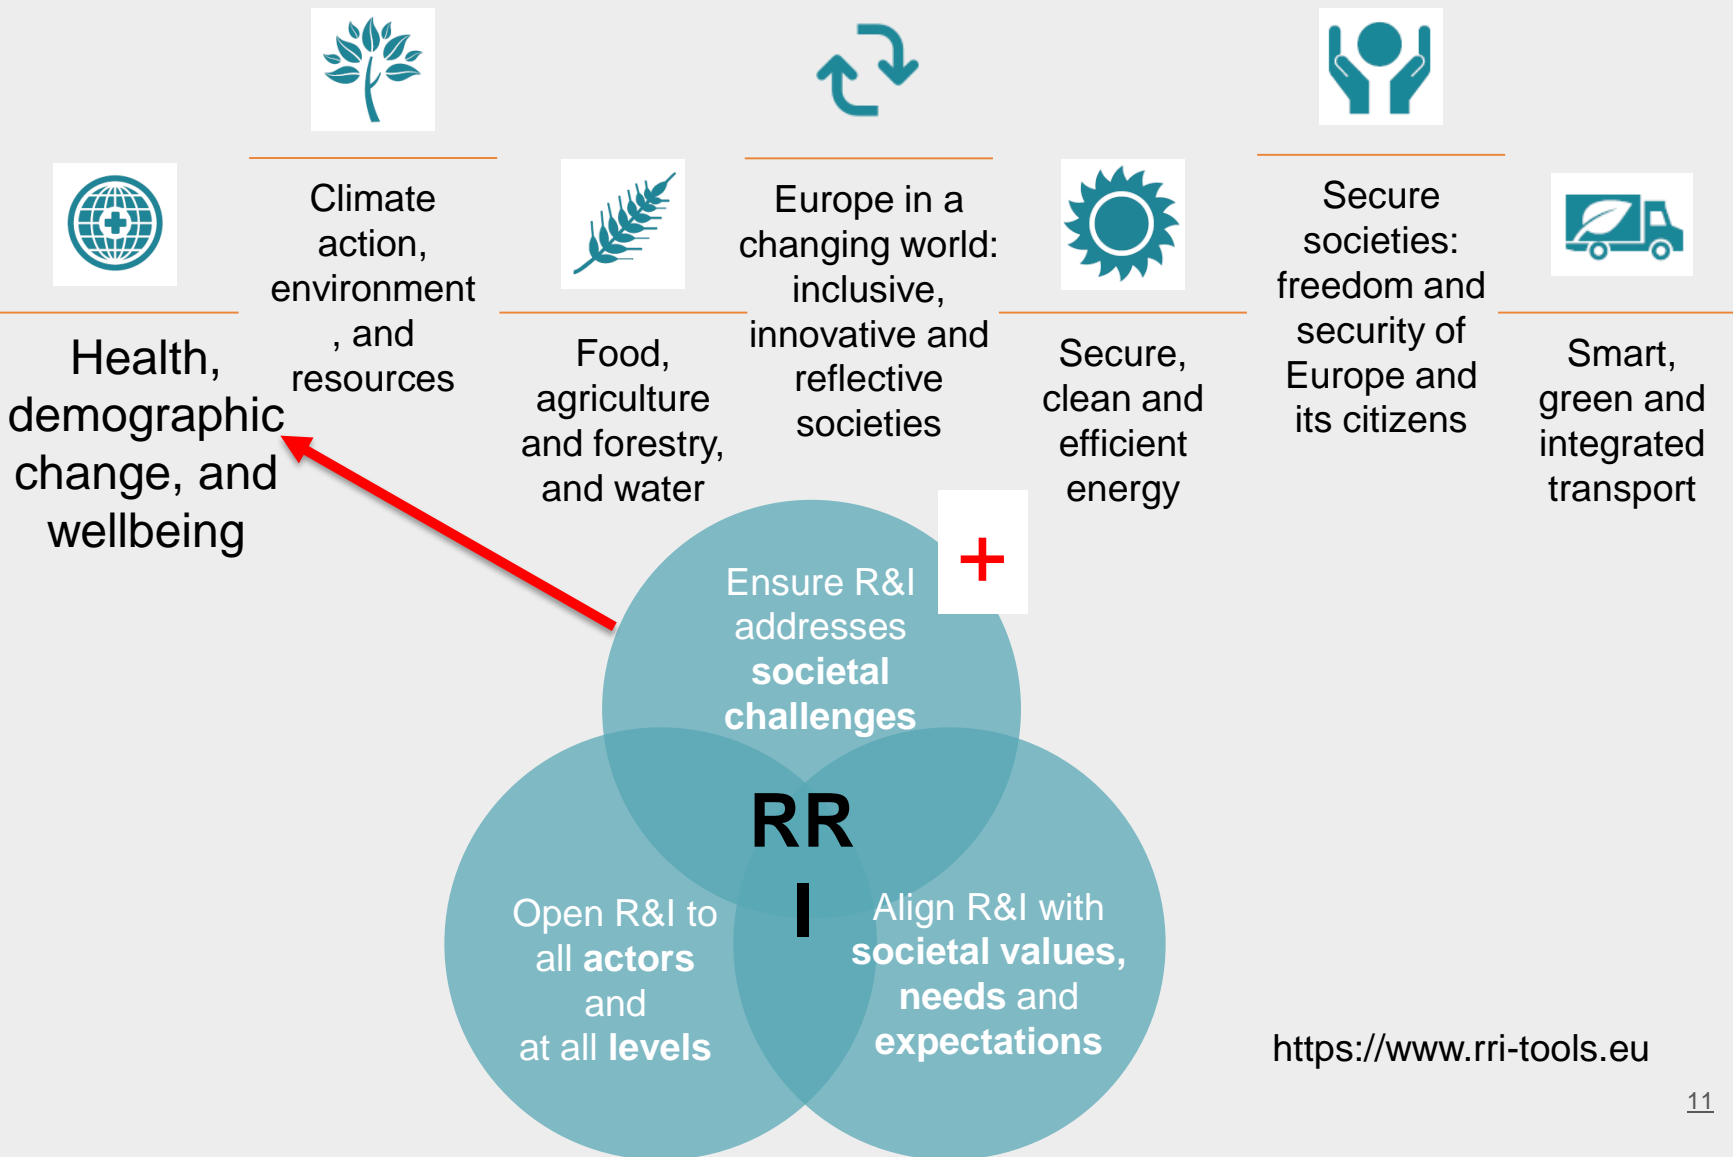 Health,
demographic
change, and
wellbeing
Climate
action,
environment
, and
resources
Food,
agriculture
and forestry,
and water
Europe in a
changing world:
inclusive,
innovative and
reflective
societies
Secure,
clean and
efficient
energy
Secure
societies:
freedom and
security of
Europe and
its citizens
Smart,
green and
integrated
transport
+
Ensure R&I
addresses
societal
challenges
RR
I
Open R&I to
all actors
and
at all levels
Align R&I with
societal values,
needs and
expectations
https://www.rri-tools.eu
11